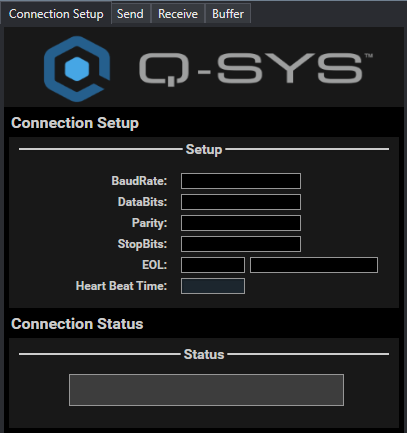 Connection Setup Send Receive Buffer
Q-SYS™
Connection Setup
Setup
BaudRate:
DataBits:
Parity:
StopBits:
EOL:
Heart Beat Time:
Connection Status
Status